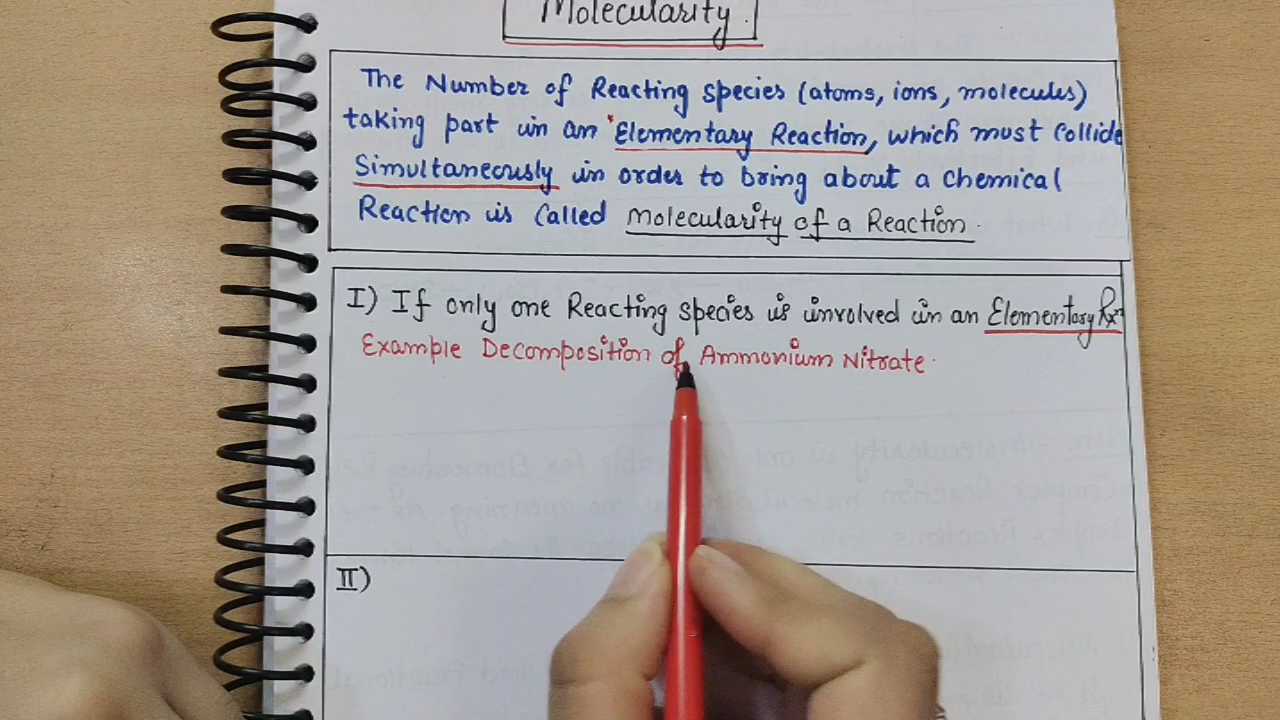 Molecularity.
The Number of Reacting species (atoms, ions, molecules)
taking part in an Elementary Reaction, which must collide
Simultaneously in order to bring about a chemical
Reaction is called molecularity of a Reaction.
I) If only one Reacting species is involved in an Elementary Rxn
Example Decomposition of Ammonium Nitrate.
II)